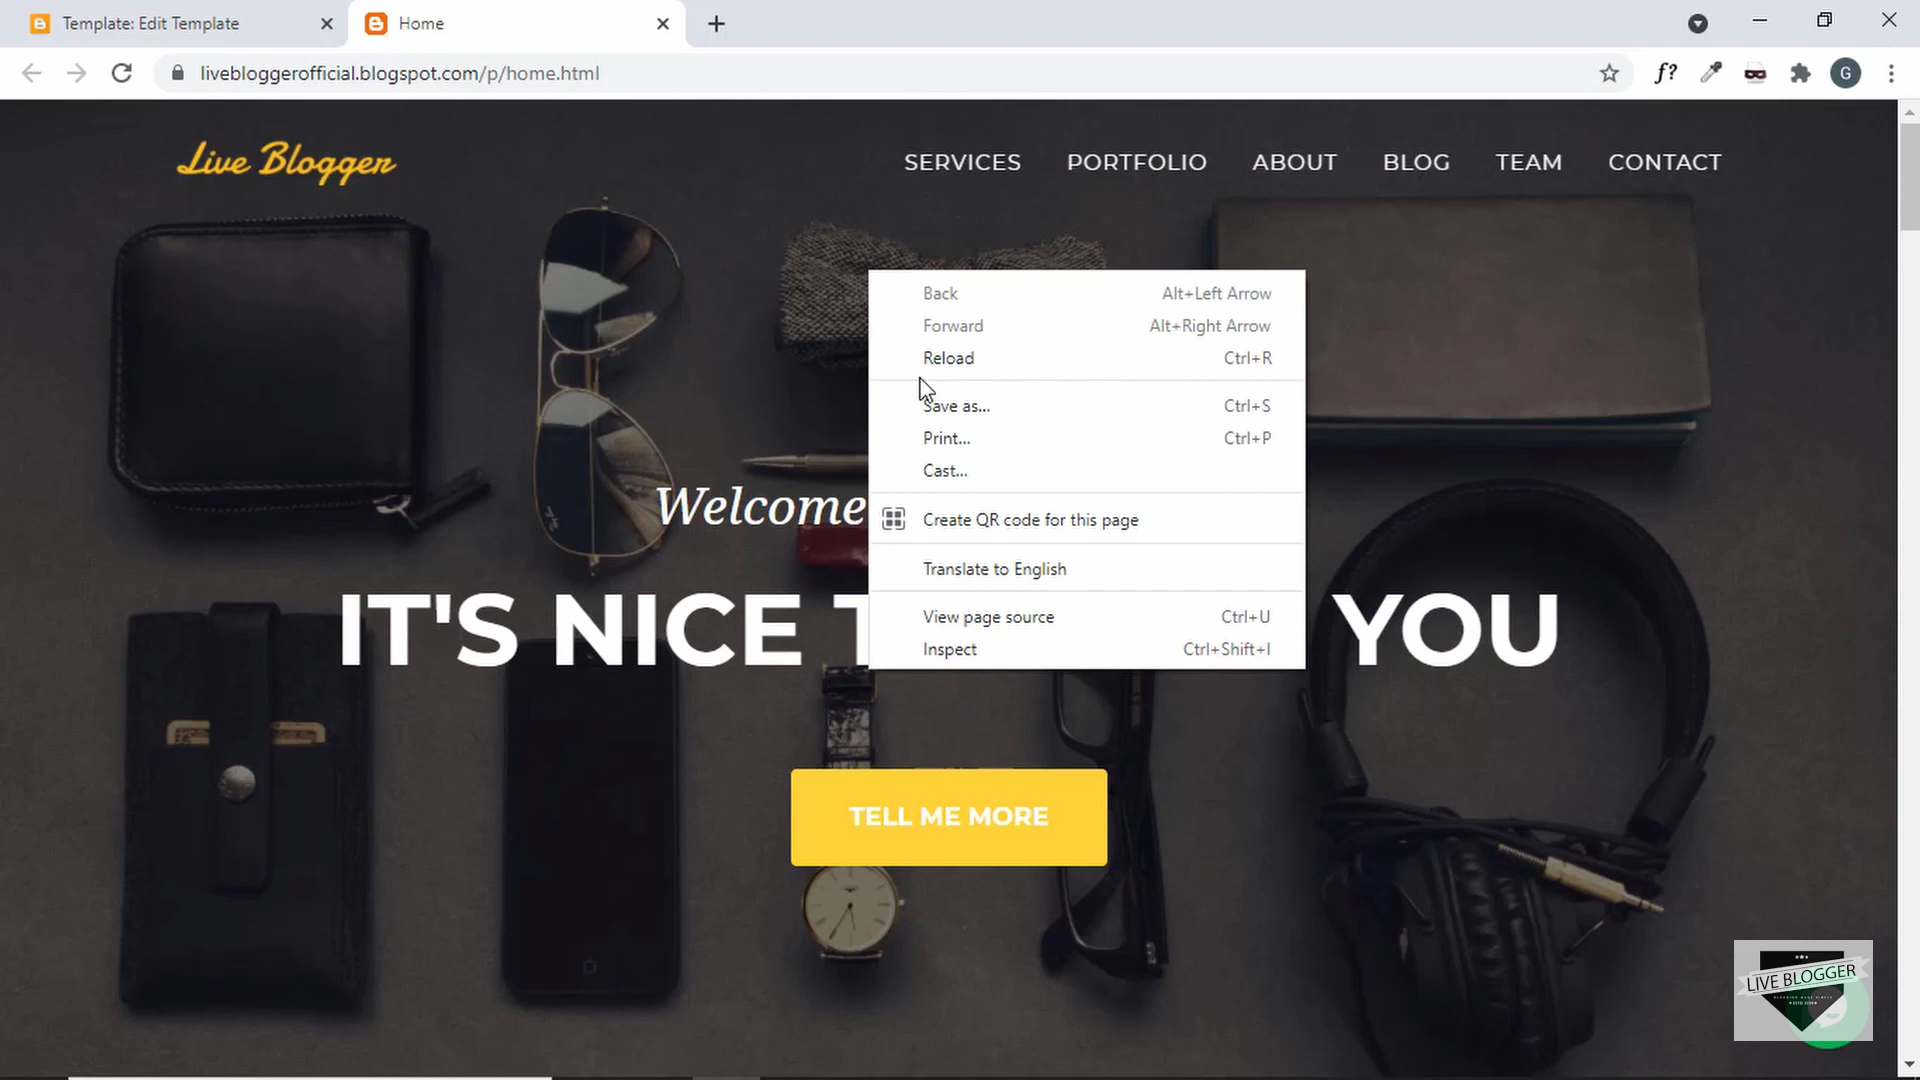 Template: Edit Template
Home
livebloggerofficial.blogspot.com/p/home.html
f?
G
Live Blogger
SERVICES PORTFOLIO ABOUT BLOG TEAM CONTACT
Back Alt+Left Arrow
Forward Alt+Right Arrow
Reload Ctrl+R
Save as... Ctrl+S
Print... Ctrl+P
Cast...
Welcome
Create QR code for this page
Translate to English
IT'S NICE T YOU
View page source Ctrl+U
Inspect Ctrl+Shift+I
TELL ME MORE
LIVE BLOGGER